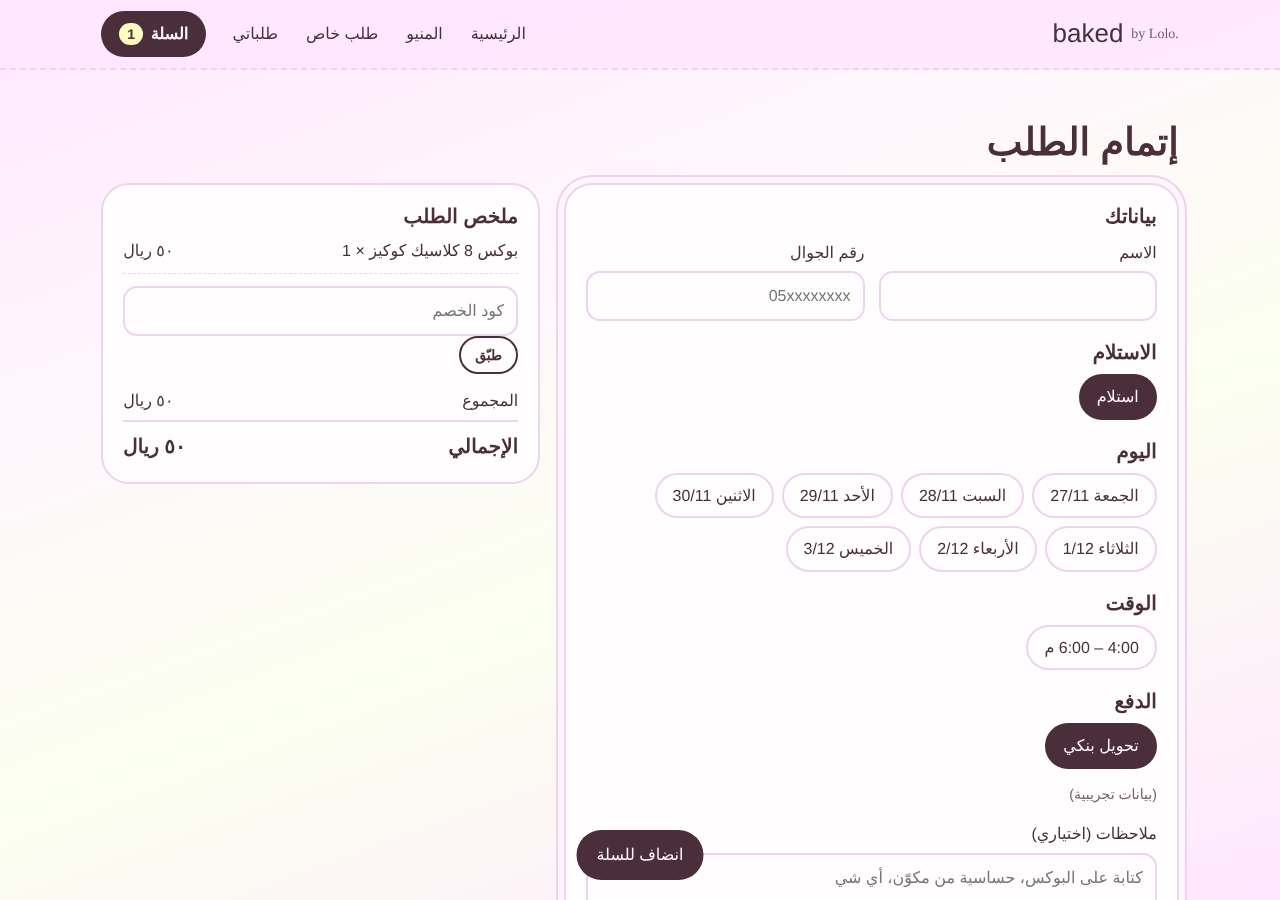 baked by Lolo.
الرئيسية
المنيو
طلب خاص
طلباتي
السلة 1
إتمام الطلب
بياناتك
الاسم
رقم الجوال
05xxxxxxxx
الاستلام
استلام
اليوم
الجمعة 27/11
السبت 28/11
الأحد 29/11
الاثنين 30/11
الثلاثاء 1/12
الأربعاء 2/12
الخميس 3/12
الوقت
4:00 – 6:00 م
الدفع
تحويل بنكي
(بيانات تجريبية)
ملاحظات (اختياري)
كتابة على البوكس، حساسية من مكوّن، أي شي
انضاف للسلة
ملخص الطلب
بوكس 8 كلاسيك كوكيز × 1
٥٠ ريال
كود الخصم
طبّق
المجموع
٥٠ ريال
الإجمالي
٥٠ ريال